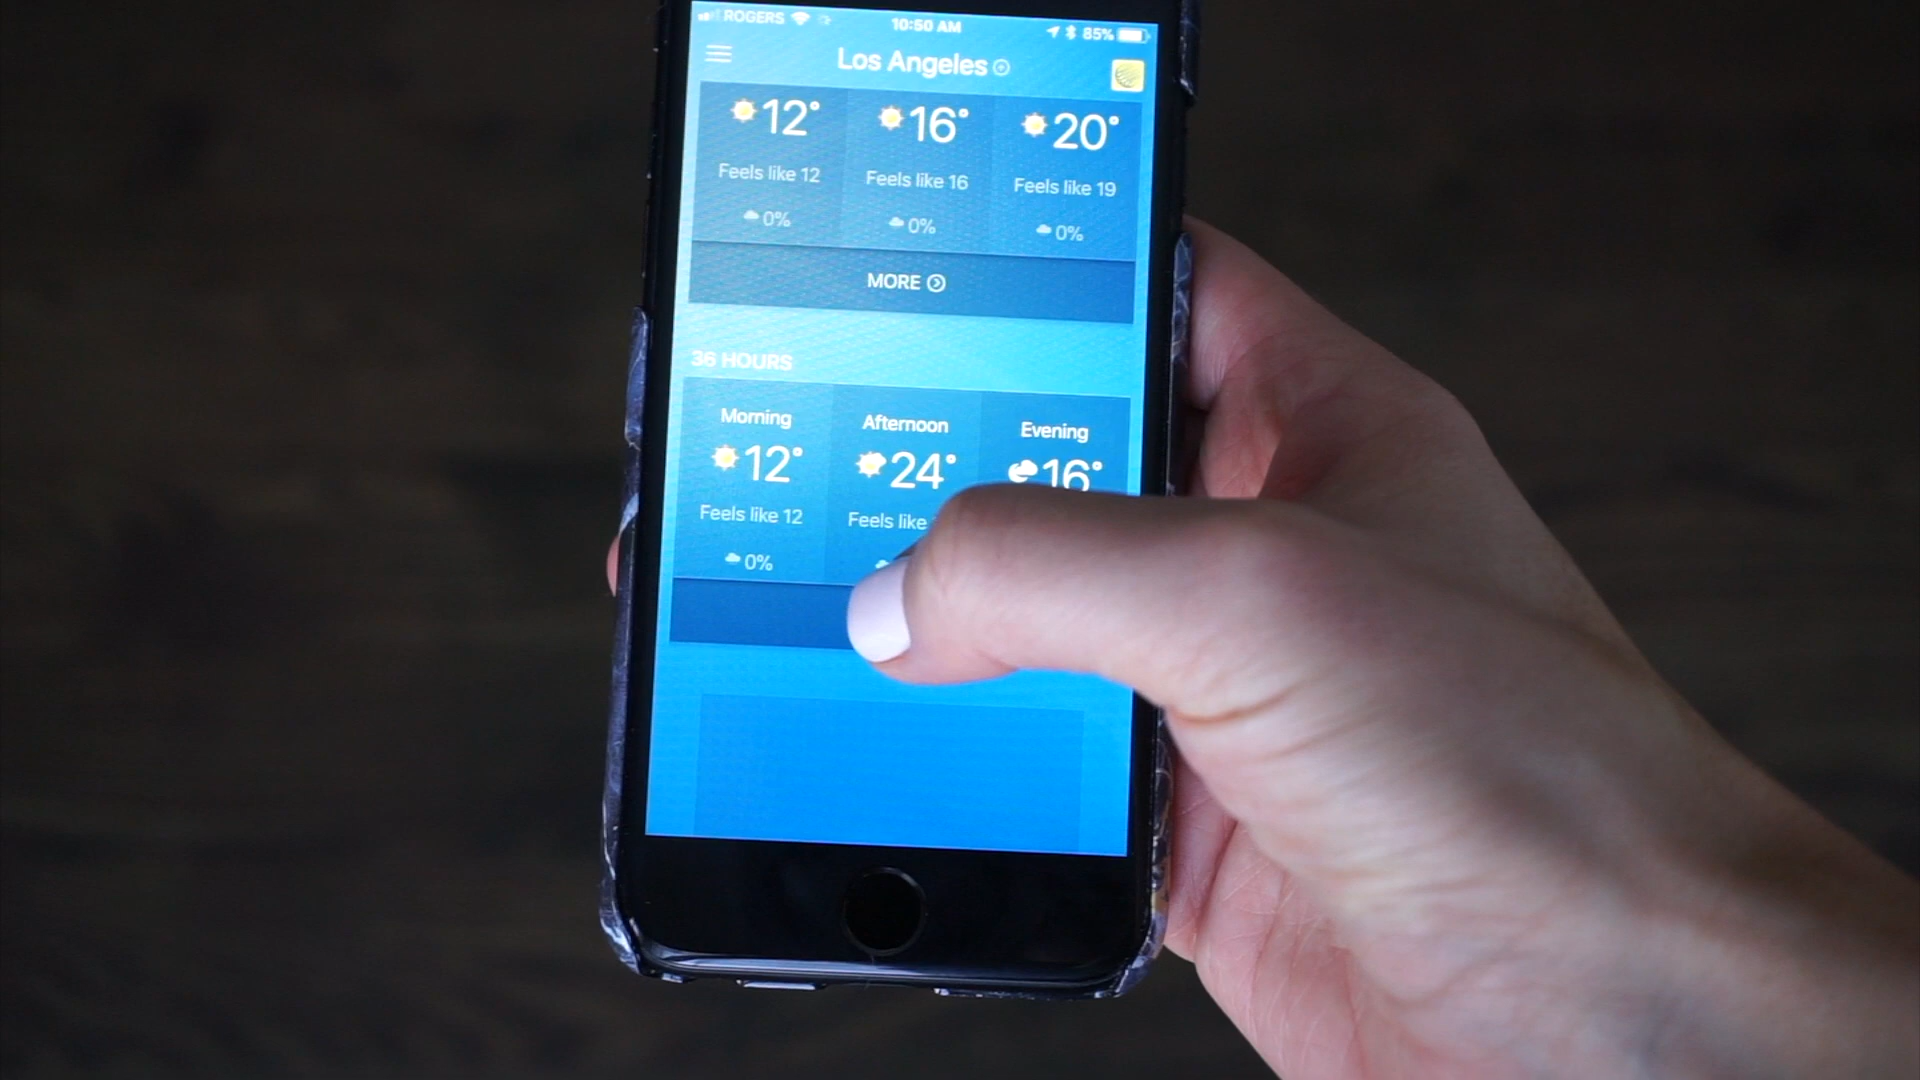 ROGERS 10:50 AM 85%
Los Angeles
12° 16° 20°
Feels like 12 Feels like 16 Feels like 19
0% 0% 0%
MORE
36 HOURS
Morning Afternoon Evening
12° 24° 16°
Feels like 12 Feels like
0%